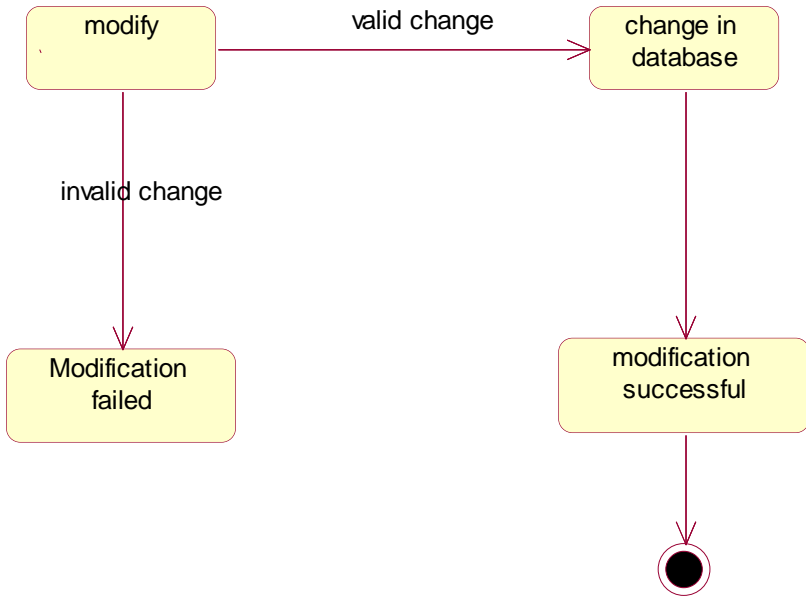 modify
valid change
change in
database
invalid change
Modification
failed
modification
successful